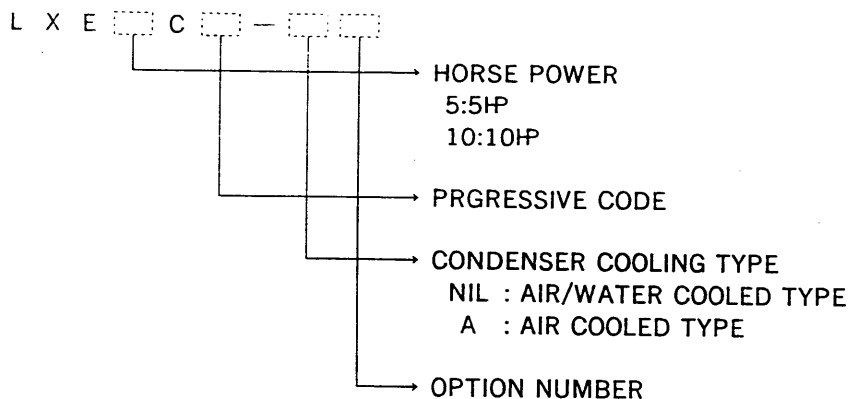 L X E C —
HORSE POWER
5:5HP
10:10HP
PRGRESSIVE CODE
CONDENSER COOLING TYPE
NIL : AIR/WATER COOLED TYPE
A : AIR COOLED TYPE
OPTION NUMBER